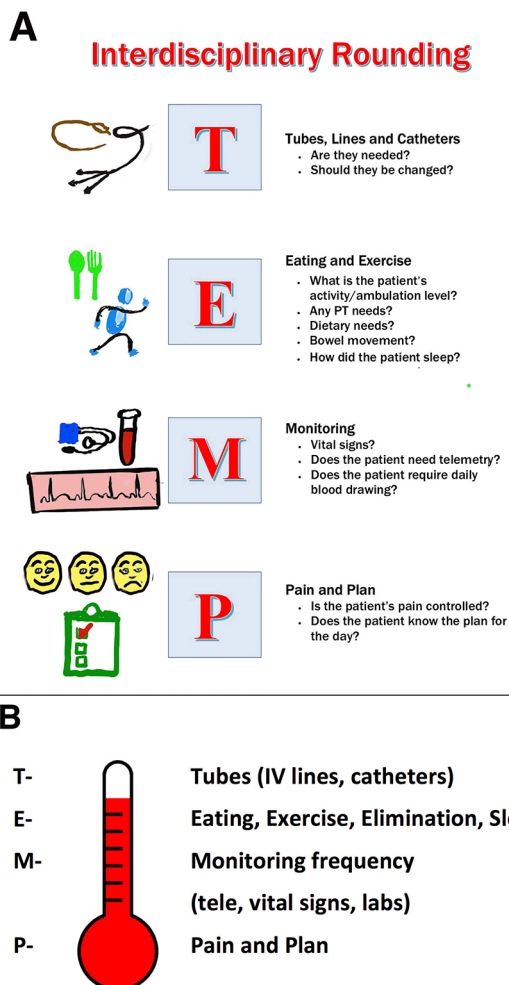 A
Interdisciplinary Rounding
T
Tubes, Lines and Catheters
• Are they needed?
• Should they be changed?
E
Eating and Exercise
• What is the patient's
activity/ambulation level?
• Any PT needs?
• Dietary needs?
• Bowel movement?
• How did the patient sleep?
M
Monitoring
• Vital signs?
• Does the patient need telemetry?
• Does the patient require daily
blood drawing?
P
Pain and Plan
• Is the patient's pain controlled?
• Does the patient know the plan for
the day?
B
T- Tubes (IV lines, catheters)
E- Eating, Exercise, Elimination,
M- Monitoring frequency
(tele, vital signs, labs)
P- Pain and Plan